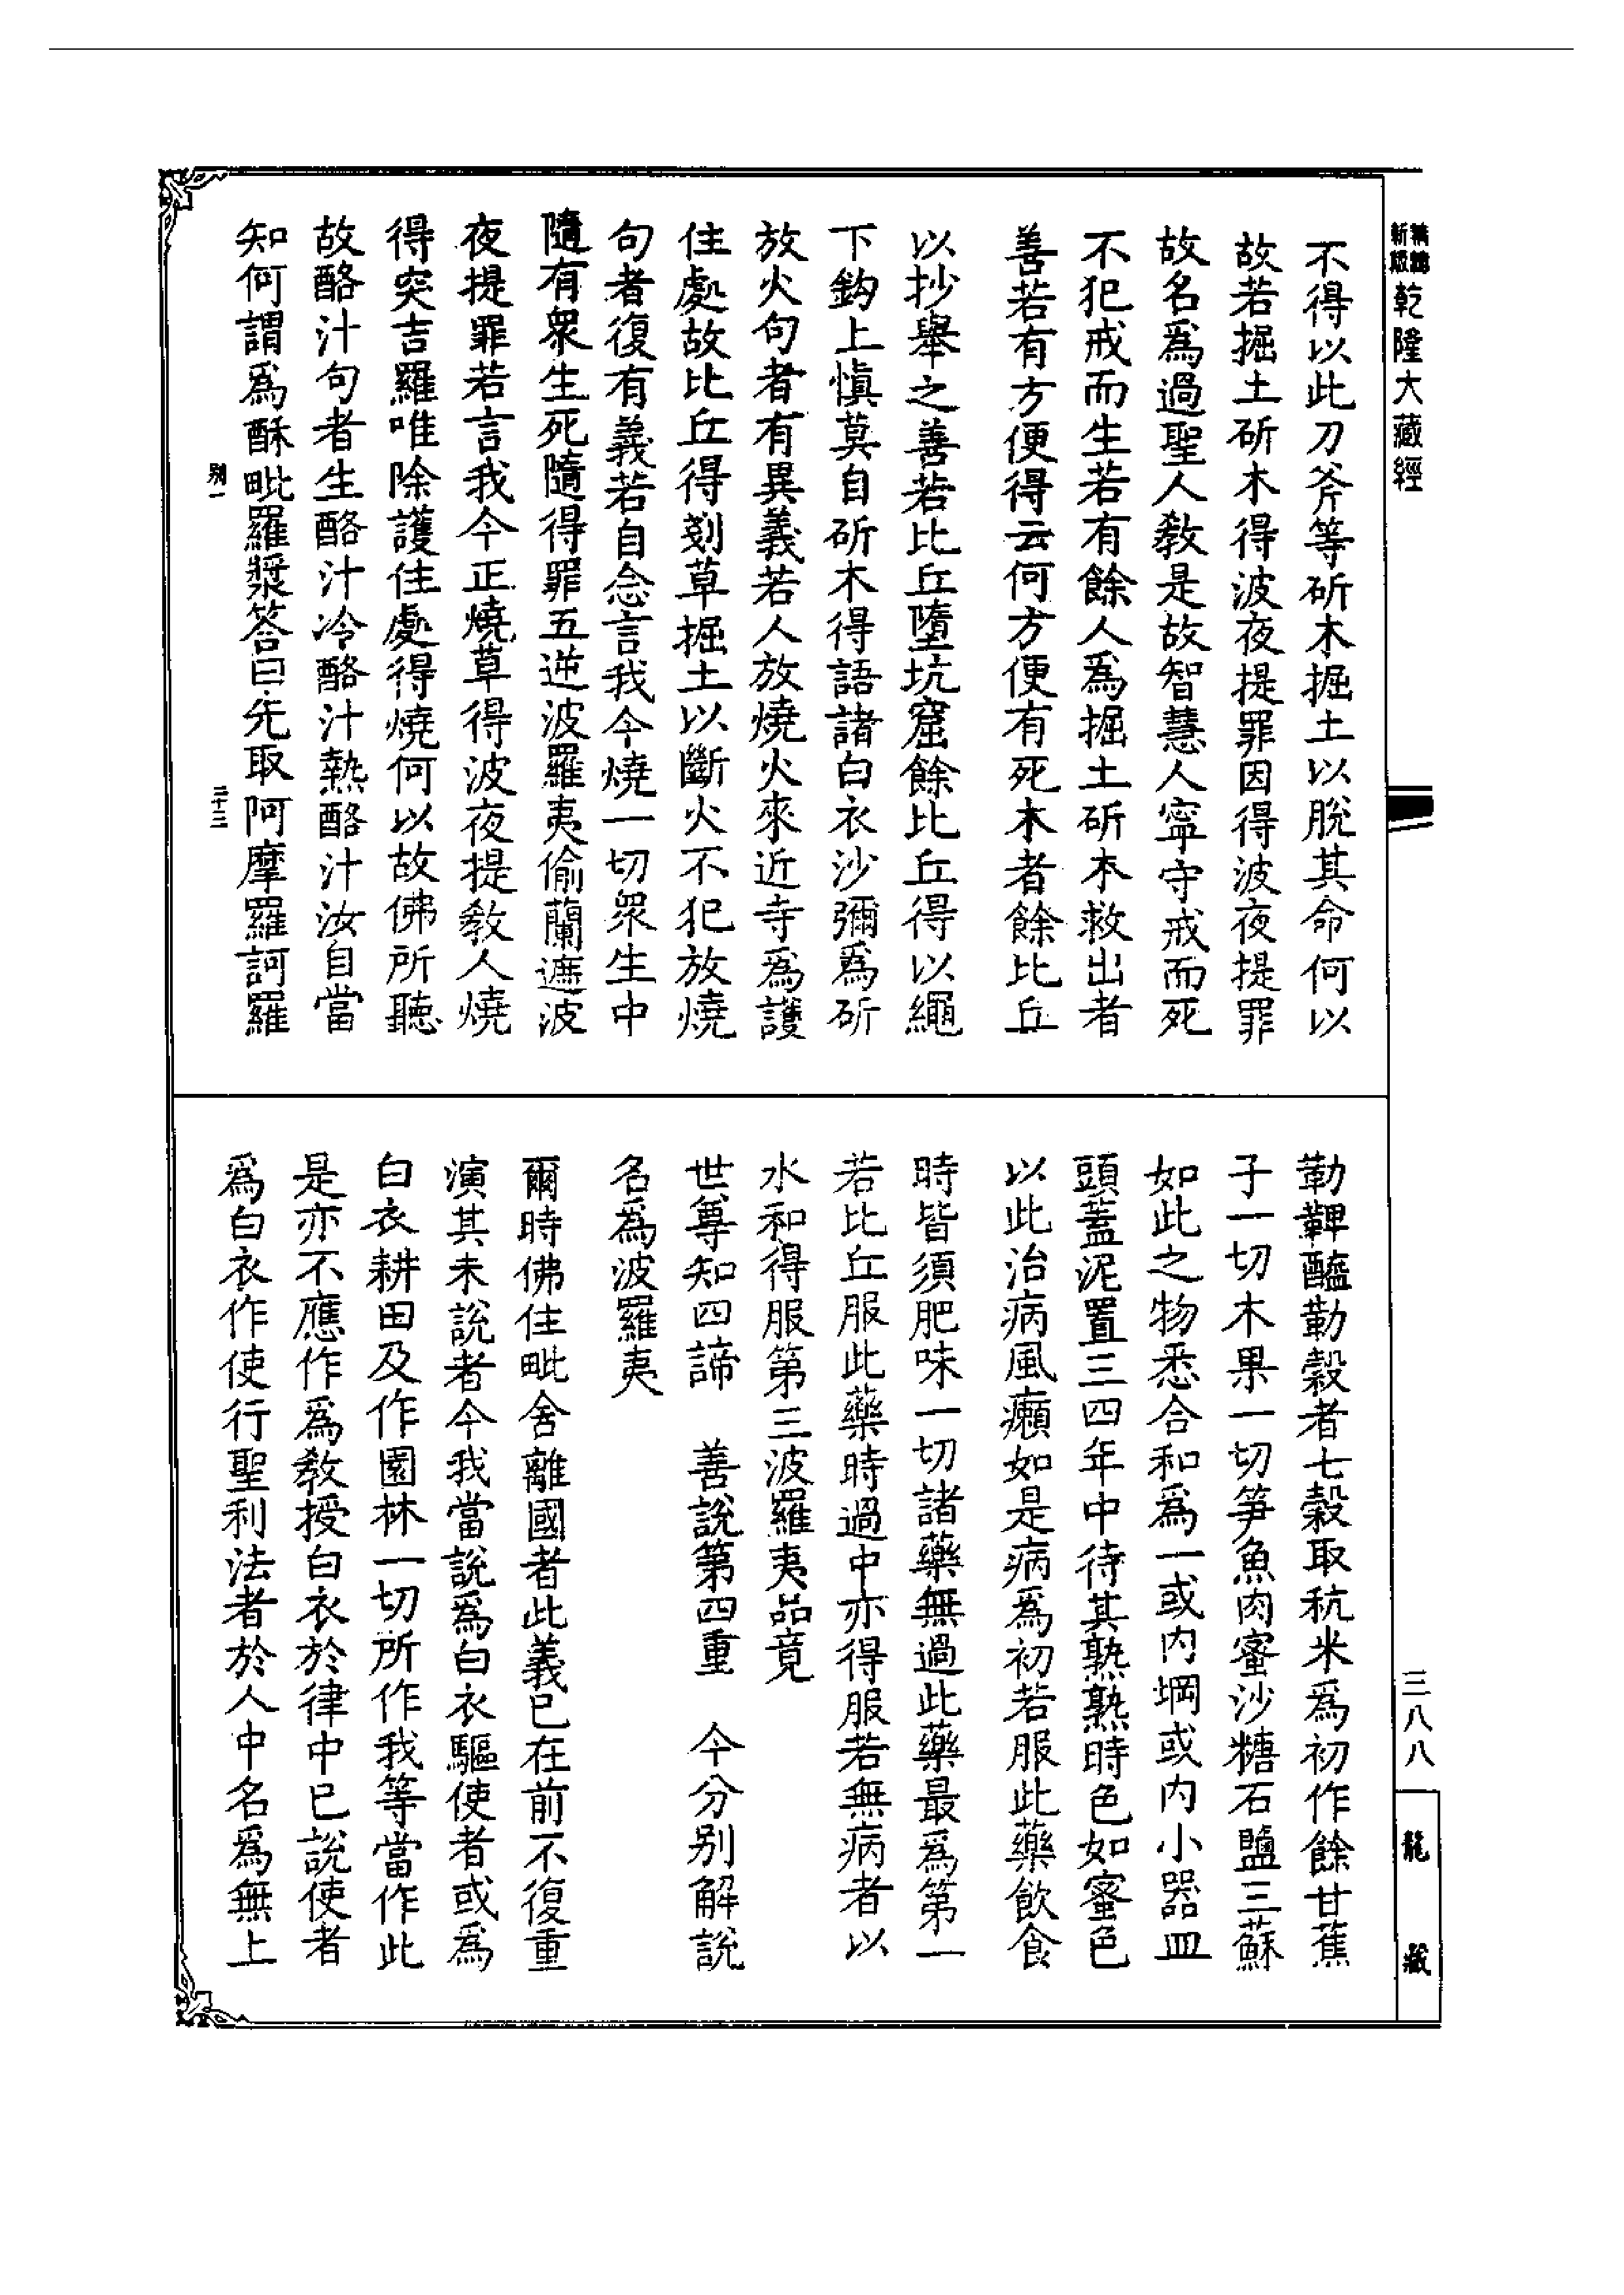 新版
精縮
乾隆大藏經
不得以此刀斧等斫木掘土以脫其命何以
故若掘土斫木得波夜提罪因得波夜提罪
故名爲過聖人教是故智慧人寧守戒而死
不犯戒而生若有餘人爲掘土斫木救出者
善若有方便得云何方便有死木者餘比丘
以抄舉之善若比丘墮坑窟餘比丘得以繩
下鈎上愼莫自斫木得語諸白衣沙彌爲斫
放火句者有異義若人放燒火來近寺爲護
住處故比丘得剗草掘土以斷火不犯放燒
句者復有義若自念言我今燒一切衆生中
隨有衆生死隨得罪五逆波羅夷偷蘭遮波
夜提罪若言我今正燒草得波夜提教人燒
得突吉羅唯除護住處得燒何以故佛所聽
故酪汁句者生酪汁冷酪汁熱酪汁汝自當
知何謂爲酥毗羅漿答曰先取阿摩羅訶羅
別一
二十三
三八八
龍藏
勒鞞醯勒穀者七穀取秔米爲初作餘甘蕉
子一切木果一切笋魚肉蜜沙糖石鹽三蘇
如此之物悉合和爲一或內堈或內小器皿
頭蓋泥置三四年中待其熟熟時色如蜜色
以此治病風癩如是病爲初若服此藥飲食
時皆須肥味一切諸藥無過此藥最爲第一
若比丘服此藥時過中亦得服若無病者以
水和得服第三波羅夷品竟
世尊知四諦　善說第四重　今分別解說
名爲波羅夷
爾時佛住毗舍離國者此義已在前不復重
演其未說者今我當說爲白衣驅使者或爲
白衣耕田及作園林一切所作我等當作此
是亦不應作爲教授白衣於律中已說使者
爲白衣作使行聖利法者於人中名爲無上